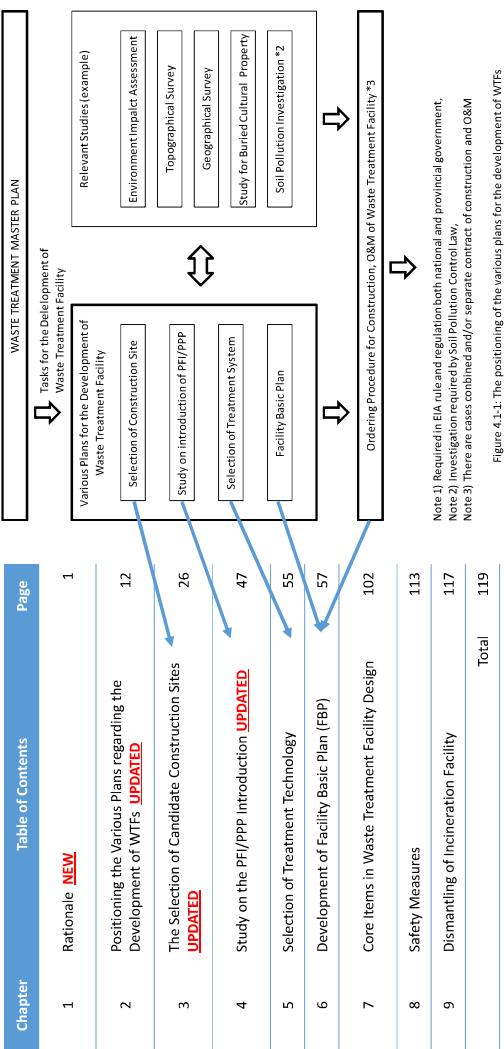 Chapter Table of Contents Page
1 Rationale NEW 1
2 Positioning the Various Plans regarding the
Development of WTFs UPDATED 12
3 The Selection of Candidate Construction Sites
UPDATED 26
4 Study on the PFI/PPP Introduction UPDATED 47
5 Selection of Treatment Technology 55
6 Development of Facility Basic Plan (FBP) 57
7 Core Items in Waste Treatment Facility Design 102
8 Safety Measures 113
9 Dismantling of Incineration Facility 117
Total 119
WASTE TREATMENT MASTER PLAN
Tasks for the Delelopment of
Waste Treatment Facility
Various Plans for the Development of
Waste Treatment Facility
Selection of Construction Site
Study on introduction of PFI/PPP
Selection of Treatment System
Facility Basic Plan
Relevant Studies (example)
Environment Impalct Assessment
Topographical Survey
Geographical Survey
Study for Buried Cultural Property
Soil Pollution Investigation *2
Ordering Procedure for Construction, O&M of Waste Treatment Facility *3
Note 1) Required in EIA rule and regulation both national and provincial government,
Note 2) Investigation required by Soil Pollution Control Law,
Note 3) There are cases combined and/or separate contract of construction and O&M
Figure 4.1-1: The positioning of the various plans for the development of WTFs